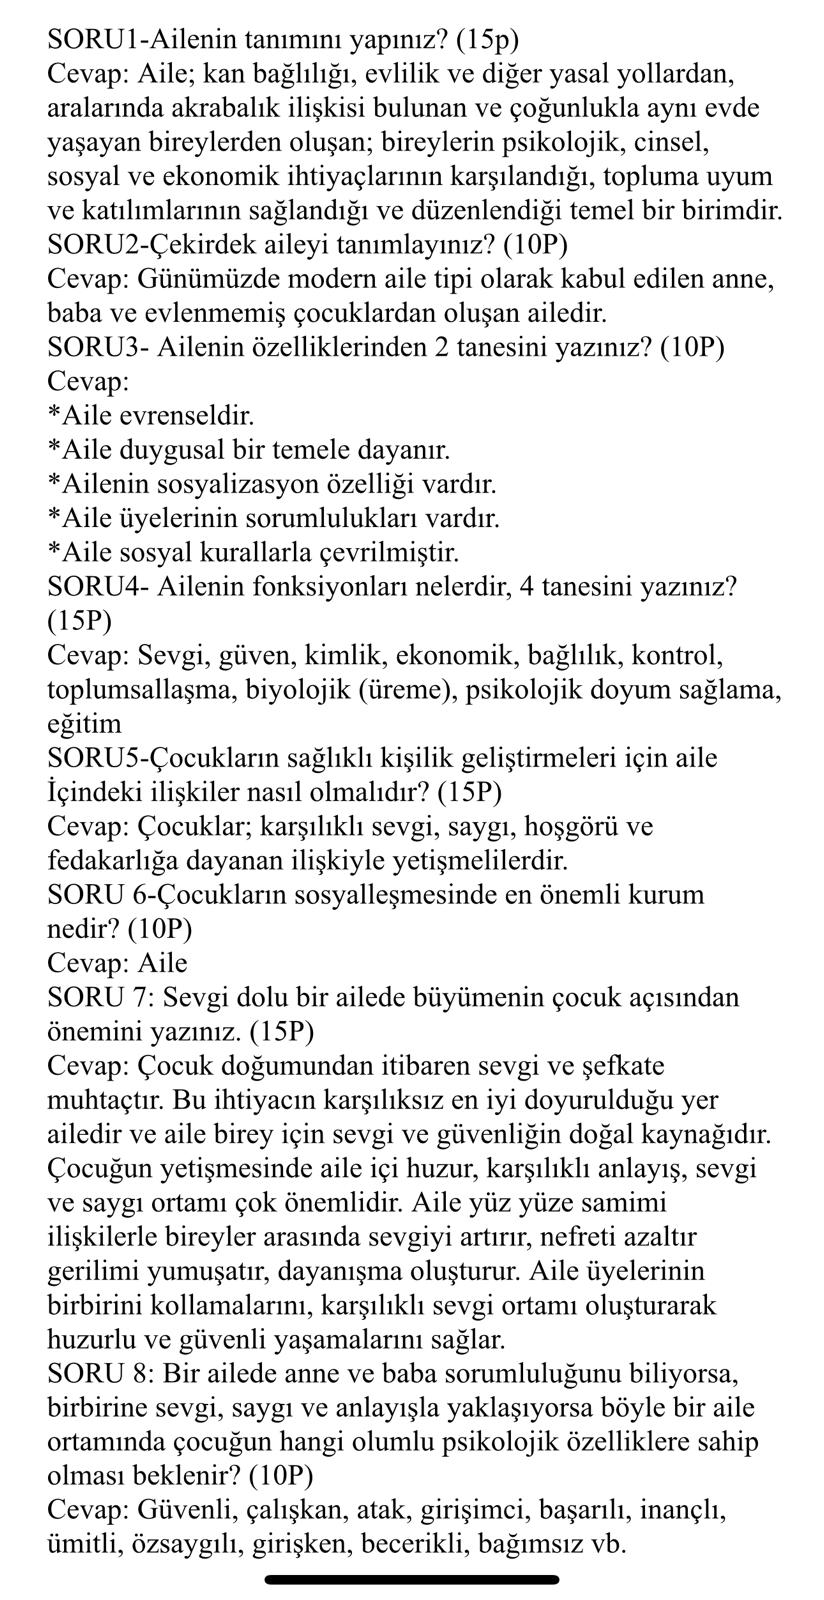 SORU1-Ailenin tanımını yapınız? (15p)
Cevap: Aile; kan bağlılığı, evlilik ve diğer yasal yollardan,
aralarında akrabalık ilişkisi bulunan ve çoğunlukla aynı evde
yaşayan bireylerden oluşan; bireylerin psikolojik, cinsel,
sosyal ve ekonomik ihtiyaçlarının karşılandığı, topluma uyum
ve katılımlarının sağlandığı ve düzenlendiği temel bir birimdir.
SORU2-Çekirdek aileyi tanımlayınız? (10P)
Cevap: Günümüzde modern aile tipi olarak kabul edilen anne,
baba ve evlenmemiş çocuklardan oluşan ailedir.
SORU3- Ailenin özelliklerinden 2 tanesini yazınız? (10P)
Cevap:
*Aile evrenseldir.
*Aile duygusal bir temele dayanır.
*Ailenin sosyalizasyon özelliği vardır.
*Aile üyelerinin sorumlulukları vardır.
*Aile sosyal kurallarla çevrilmiştir.
SORU4- Ailenin fonksiyonları nelerdir, 4 tanesini yazınız?
(15P)
Cevap: Sevgi, güven, kimlik, ekonomik, bağlılık, kontrol,
toplumsallaşma, biyolojik (üreme), psikolojik doyum sağlama,
eğitim
SORU5-Çocukların sağlıklı kişilik geliştirmeleri için aile
İçindeki ilişkiler nasıl olmalıdır? (15P)
Cevap: Çocuklar; karşılıklı sevgi, saygı, hoşgörü ve
fedakarlığa dayanan ilişkiyle yetişmelilerdir.
SORU 6-Çocukların sosyalleşmesinde en önemli kurum
nedir? (10P)
Cevap: Aile
SORU 7: Sevgi dolu bir ailede büyümenin çocuk açısından
önemini yazınız. (15P)
Cevap: Çocuk doğumundan itibaren sevgi ve şefkate
muhtaçtır. Bu ihtiyacın karşılıksız en iyi doyurulduğu yer
ailedir ve aile birey için sevgi ve güvenliğin doğal kaynağıdır.
Çocuğun yetişmesinde aile içi huzur, karşılıklı anlayış, sevgi
ve saygı ortamı çok önemlidir. Aile yüz yüze samimi
ilişkilerle bireyler arasında sevgiyi artırır, nefreti azaltır
gerilimi yumuşatır, dayanışma oluşturur. Aile üyelerinin
birbirini kollamalarını, karşılıklı sevgi ortamı oluşturarak
huzurlu ve güvenli yaşamalarını sağlar.
SORU 8: Bir ailede anne ve baba sorumluluğunu biliyorsa,
birbirine sevgi, saygı ve anlayışla yaklaşıyorsa böyle bir aile
ortamında çocuğun hangi olumlu psikolojik özelliklere sahip
olması beklenir? (10P)
Cevap: Güvenli, çalışkan, atak, girişimci, başarılı, inançlı,
ümitli, özsaygılı, girişken, becerikli, bağımsız vb.